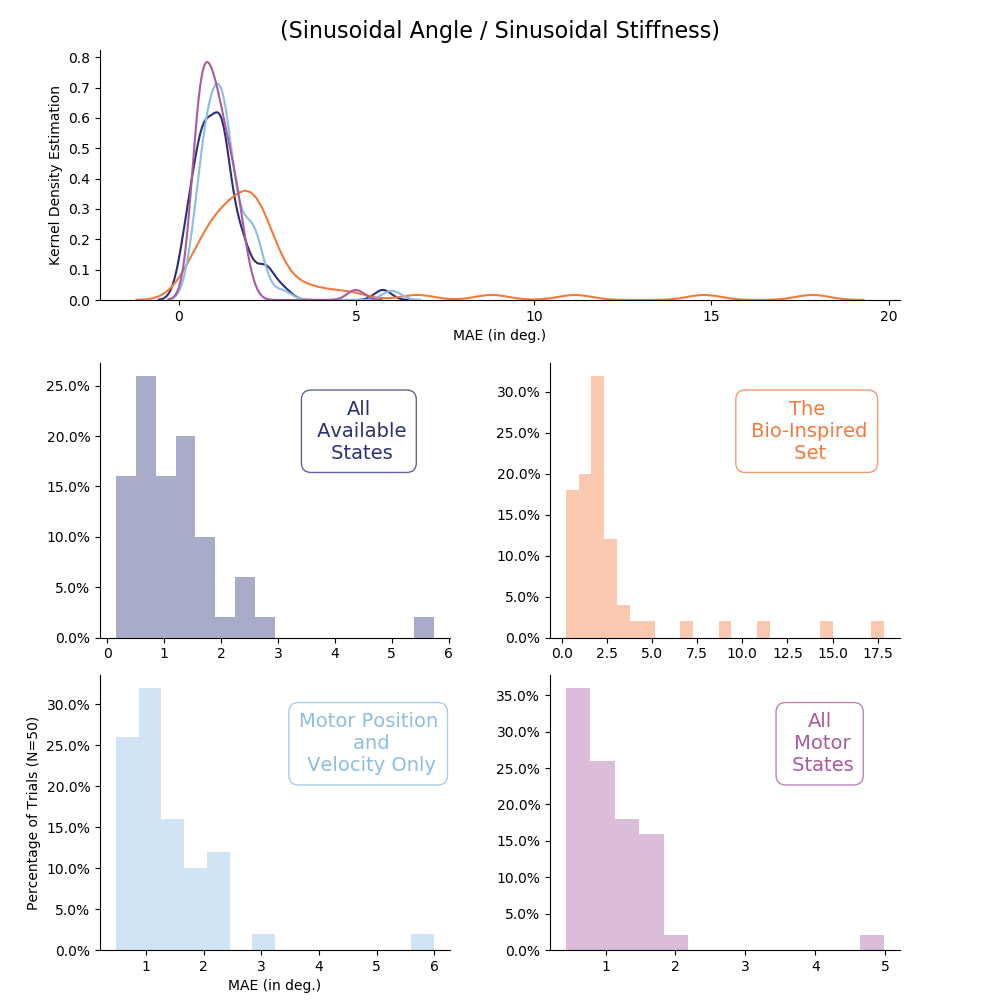 (Sinusoidal Angle / Sinusoidal Stiffness)
Kernel Density Estimation
0.8
0.7
0.6
0.5
0.4
0.3
0.2
0.1
0.0
0 5 10 15 20
MAE (in deg.)
25.0%
20.0%
15.0%
10.0%
5.0%
0.0%
0 1 2 3 4 5 6
All
Available
States
30.0%
25.0%
20.0%
15.0%
10.0%
5.0%
0.0%
0.0 2.5 5.0 7.5 10.0 12.5 15.0 17.5
The
Bio-Inspired
Set
Percentage of Trials (N=50)
30.0%
25.0%
20.0%
15.0%
10.0%
5.0%
0.0%
1 2 3 4 5 6
MAE (in deg.)
Motor Position
and
Velocity Only
35.0%
30.0%
25.0%
20.0%
15.0%
10.0%
5.0%
0.0%
1 2 3 4 5
All
Motor
States